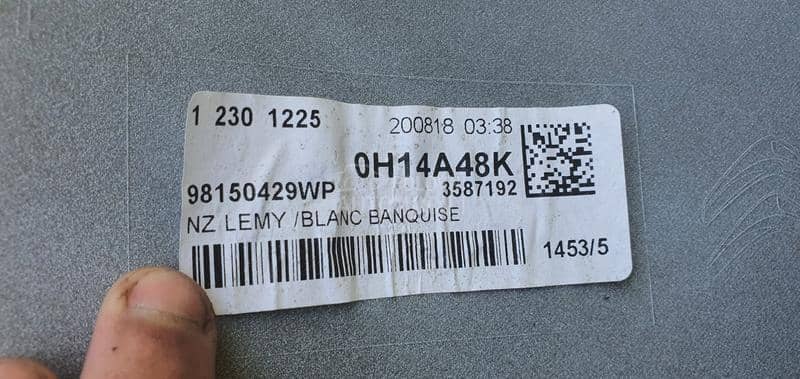 1 230 1225
200818 03:38
0H14A48K
98150429WP
3587192
NZ LEMY /BLANC BANQUISE
1453/5